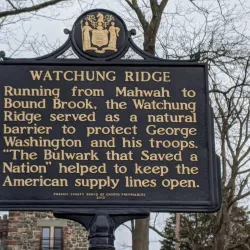 WATCHUNG RIDGE
Running from Mahwah to
Bound Brook, the Watchung
Ridge served as a natural
barrier to protect George
Washington and his troops.
"The Bulwark that Saved a
Nation" helped to keep the
American supply lines open.